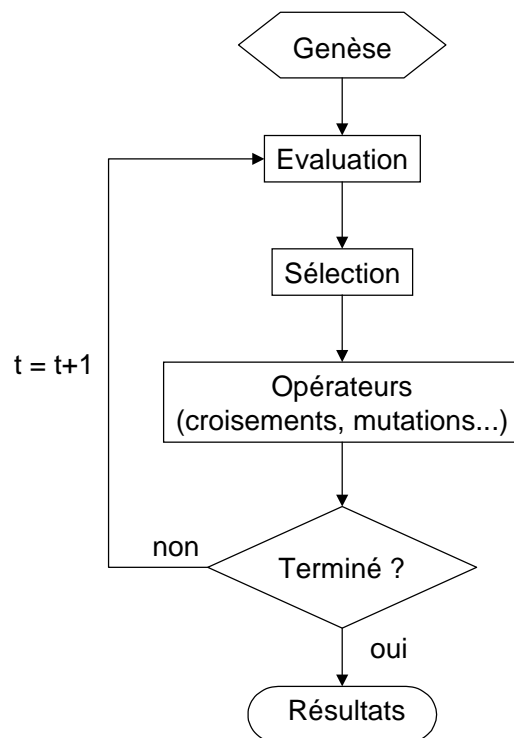 Genèse
Evaluation
Sélection
t = t+1
Opérateurs
(croisements, mutations...)
non
Terminé ?
oui
Résultats